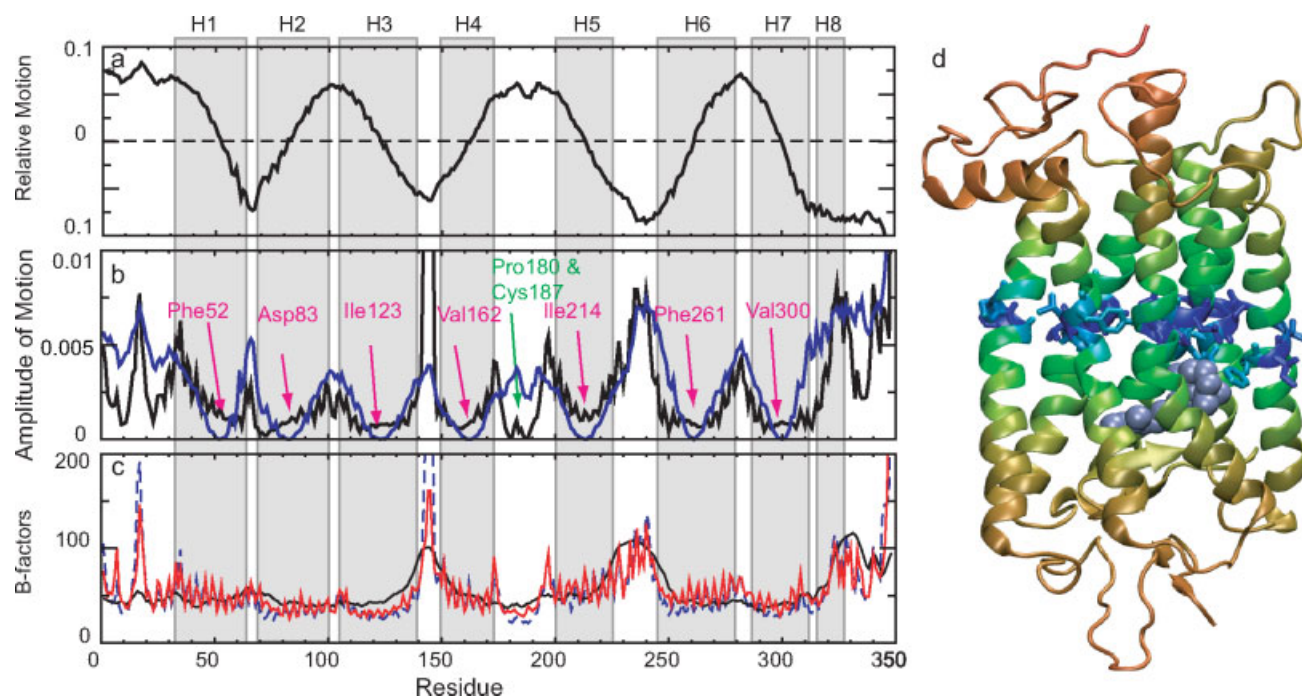 H1 H2 H3 H4 H5 H6 H7 H8
a
0.1
0
0.1
Relative Motion
b
0.01
0.005
0
Amplitude of Motion
Phe52
Asp83
Ile123
Val162
Pro180 &
Cys187
Ile214
Phe261
Val300
c
200
100
0
B-factors
0 50 100 150 200 250 300 350
Residue
d